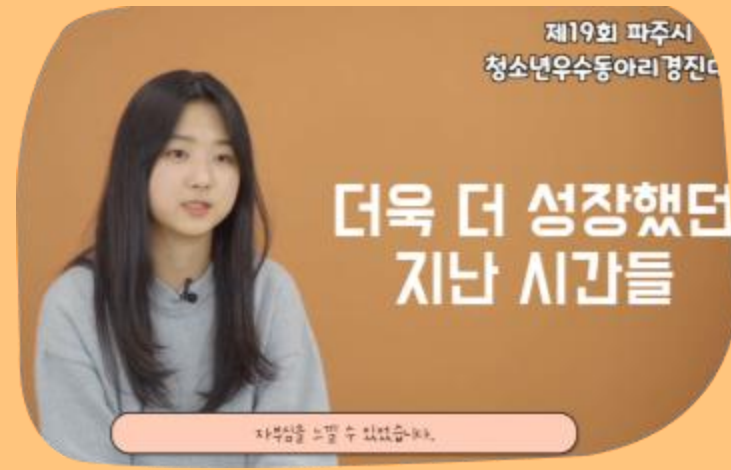 제19회 파주시
청소년우수동아리경진
더욱 더 성장했던
지난 시간들
자부심을 느낄 수 있었습니다.